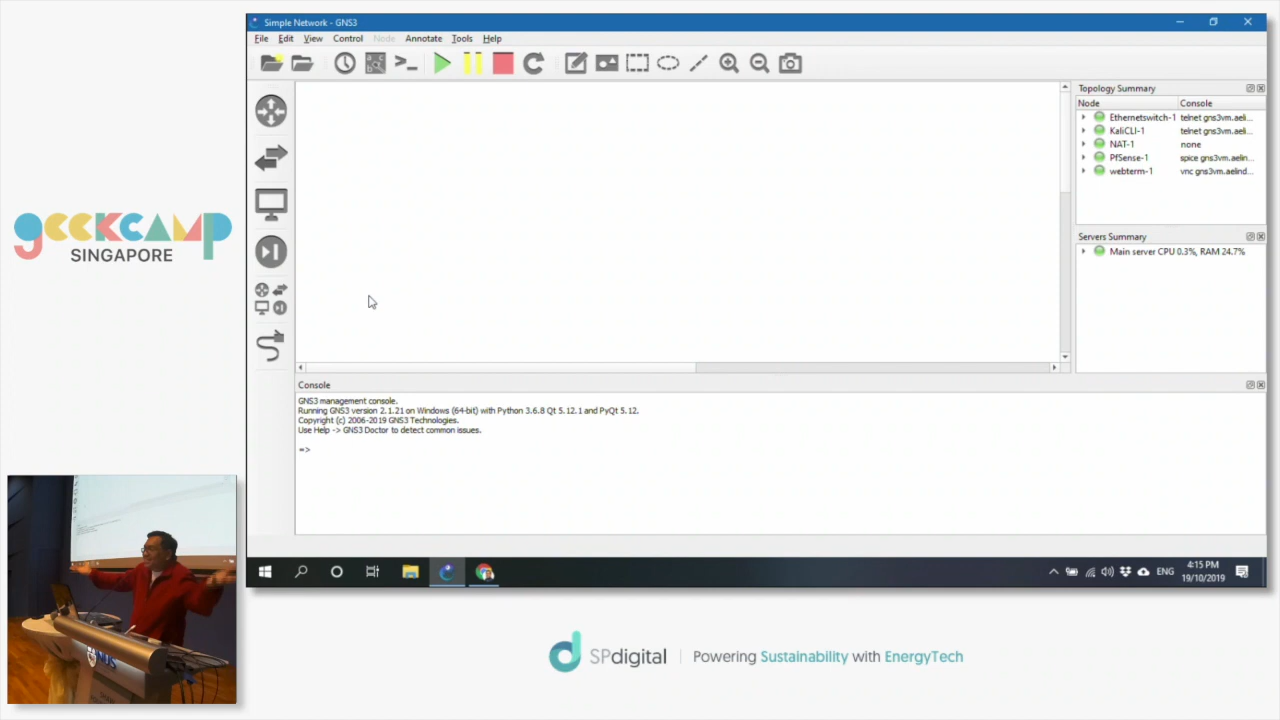 Simple Network - GNS3
File Edit View Control Node Annotate Tools Help
Topology Summary
Node Console
Ethernetswitch-1 telnet gns3vm.aeli...
KaliCLI-1 telnet gns3vm.aeli...
NAT-1 none
PfSense-1 spice gns3vm.aelin...
webterm-1 vnc gns3vm.aelind...
Servers Summary
Main server CPU 0.3%, RAM 24.7%
geekcamp
SINGAPORE
Console
GNS3 management console.
Running GNS3 version 2.1.21 on Windows (64-bit) with Python 3.6.8 Qt 5.12.1 and PyQt 5.12.
Copyright (c) 2006-2019 GNS3 Technologies.
Use Help -> GNS3 Doctor to detect common issues.
=>
ENG
4:15 PM
19/10/2019
NUS
SPdigital | Powering Sustainability with EnergyTech